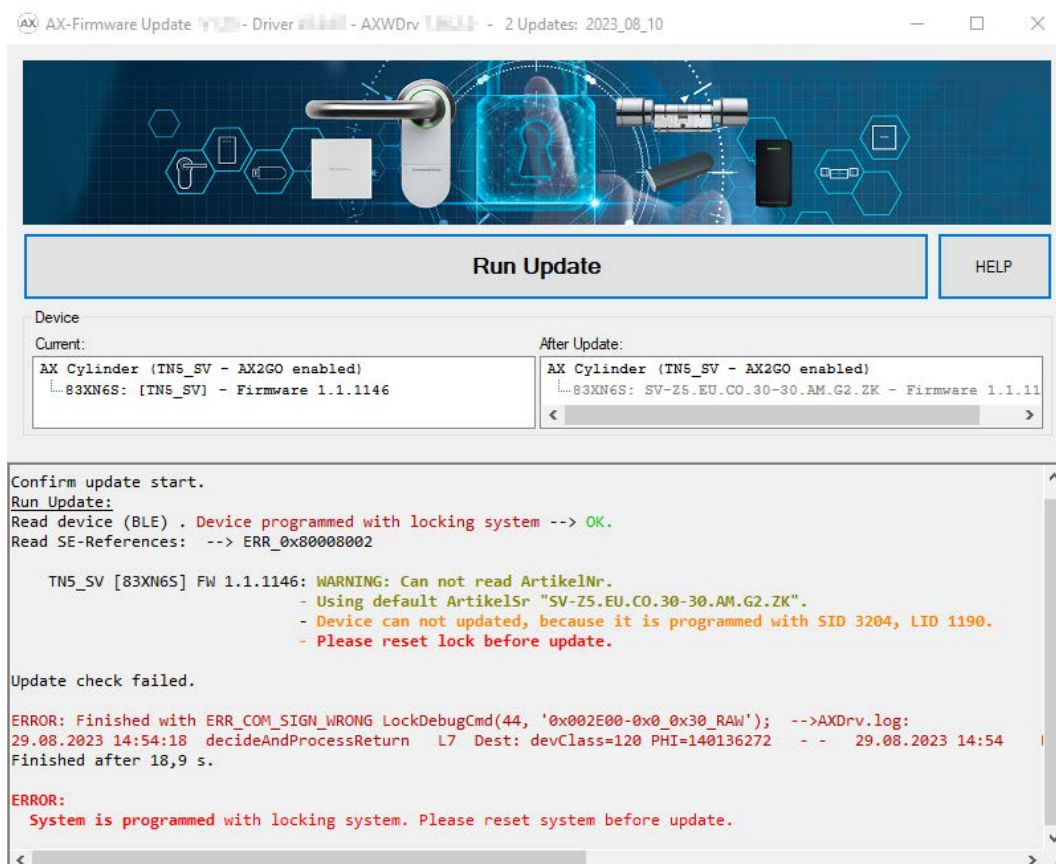 AX AX-Firmware Update - Driver - AXWDrv - 2 Updates: 2023_08_10
Run Update
HELP
Device
Current:
After Update:
AX Cylinder (TN5_SV - AX2GO enabled)
83XN6S: [TN5_SV] - Firmware 1.1.1146
AX Cylinder (TN5_SV - AX2GO enabled)
83XN6S: SV-Z5.EU.CO.30-30.AM.G2.ZK - Firmware 1.1.11
Confirm update start.
Run Update:
Read device (BLE) . Device programmed with locking system --> OK.
Read SE-References: --> ERR_0x80008002
TN5_SV [83XN6S] FW 1.1.1146: WARNING: Can not read ArtikelNr.
- Using default ArtikelSr "SV-Z5.EU.CO.30-30.AM.G2.ZK".
- Device can not updated, because it is programmed with SID 3204, LID 1190.
- Please reset lock before update.
Update check failed.
ERROR: Finished with ERR_COM_SIGN_WRONG LockDebugCmd(44, '0x002E00-0x0_0x30_RAW'); -->AXDrv.log:
29.08.2023 14:54:18 decideAndProcessReturn L7 Dest: devClass=120 PHI=140136272 - - 29.08.2023 14:54
Finished after 18,9 s.
ERROR:
System is programmed with locking system. Please reset system before update.